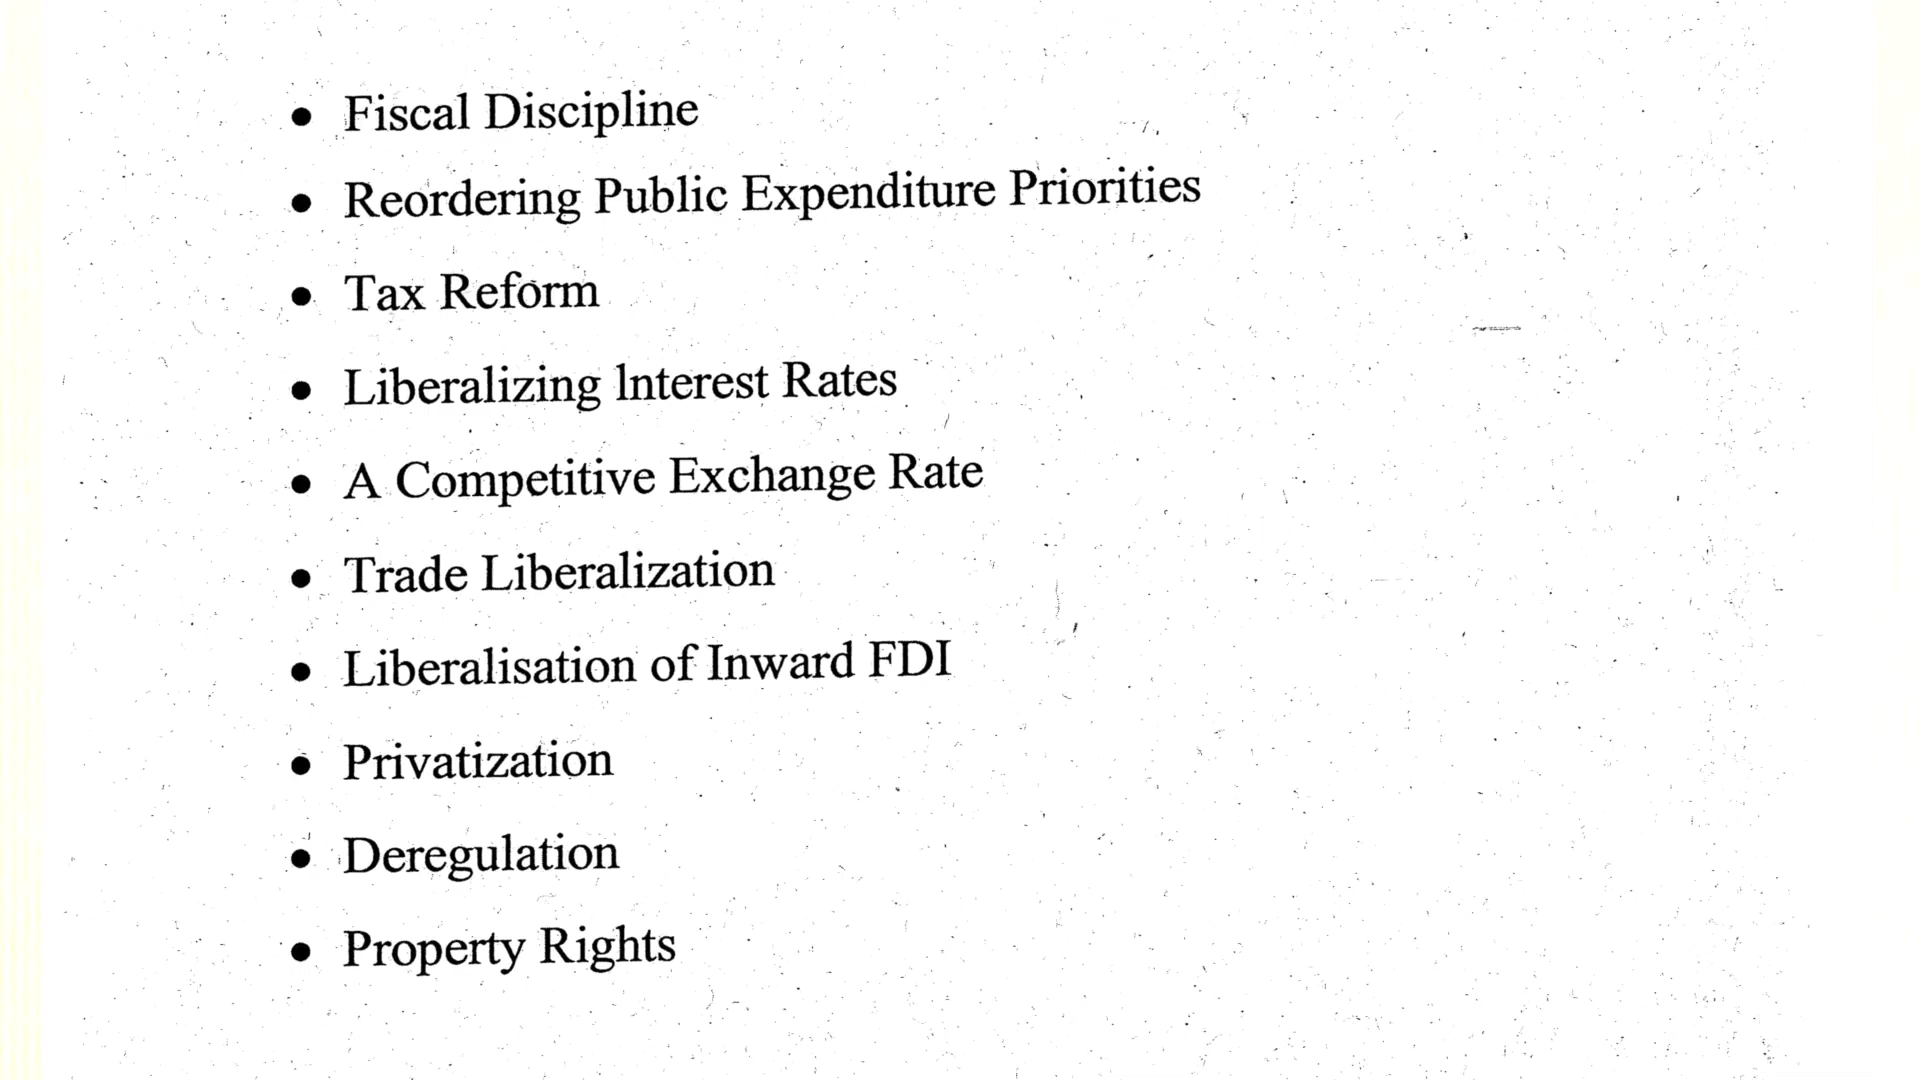 • Fiscal Discipline
• Reordering Public Expenditure Priorities
• Tax Reform
• Liberalizing Interest Rates
• A Competitive Exchange Rate
• Trade Liberalization
• Liberalisation of Inward FDI
• Privatization
• Deregulation
• Property Rights